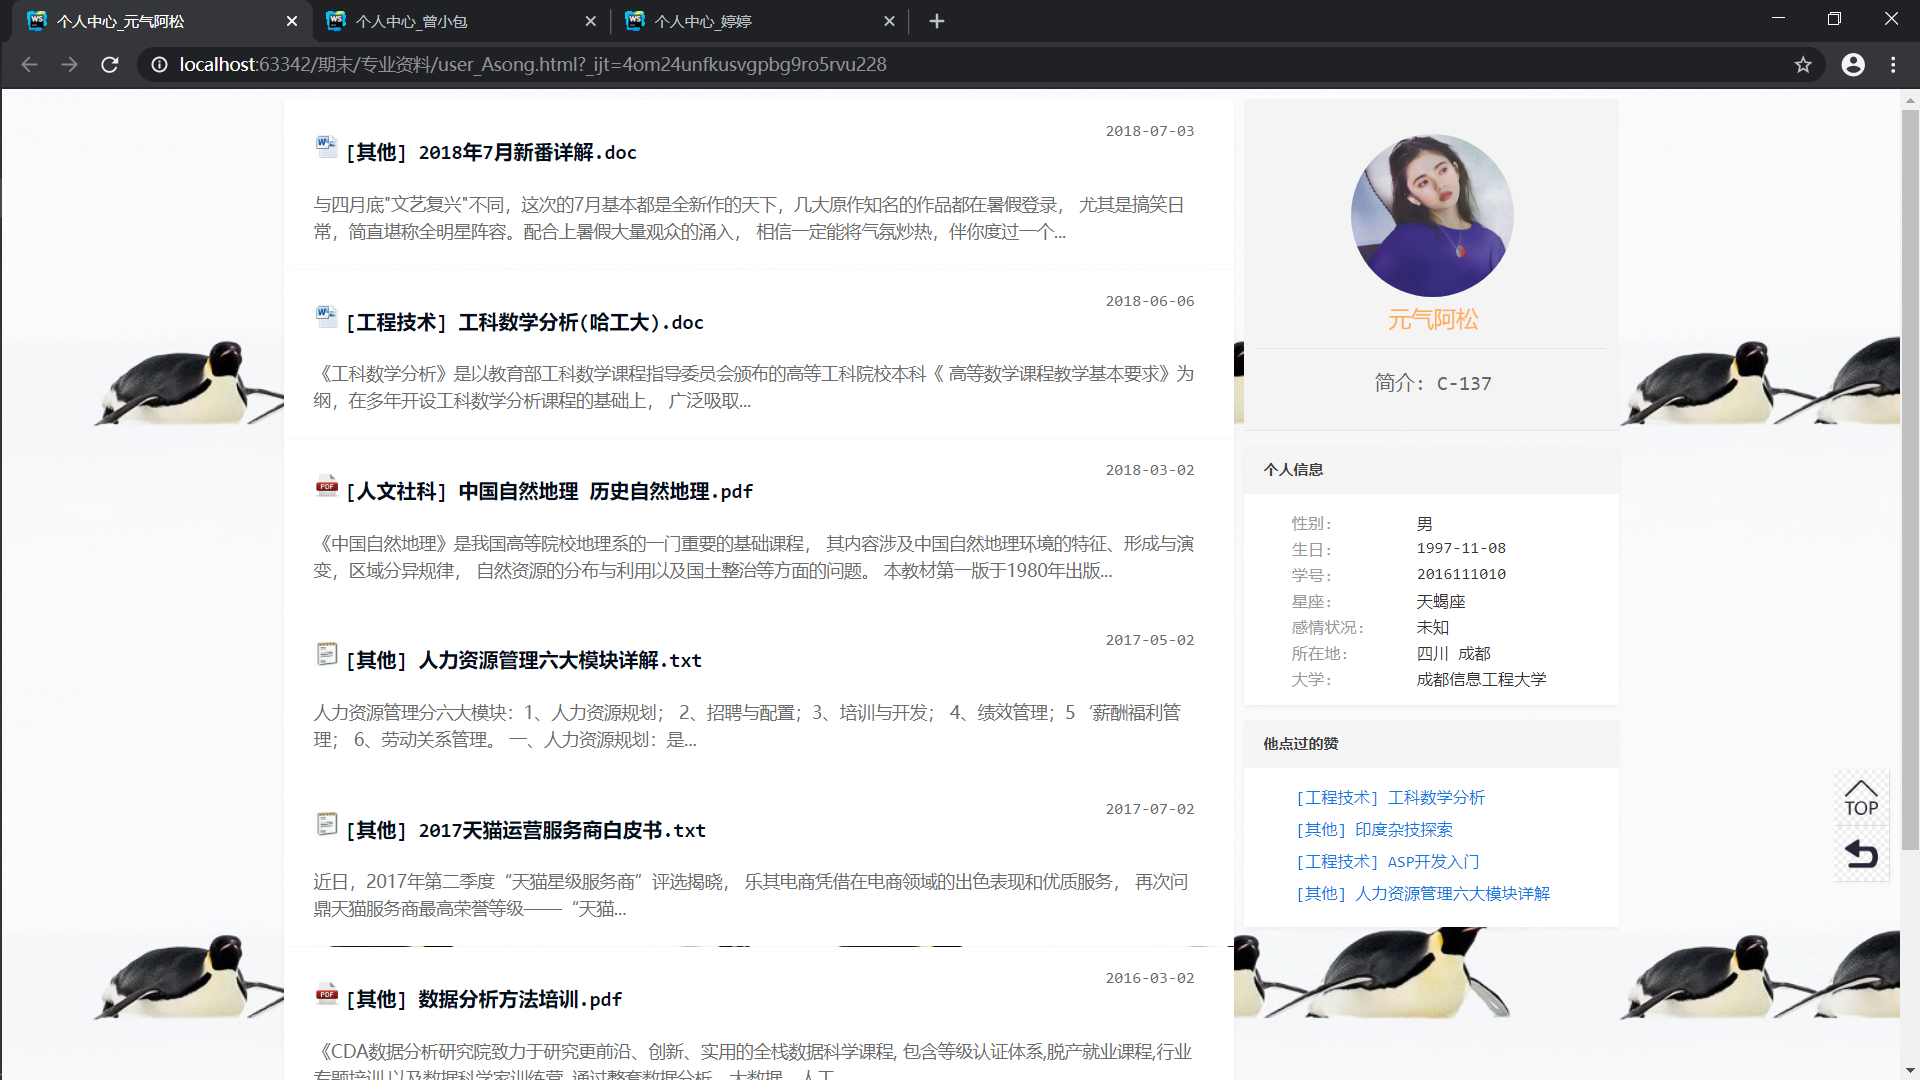 个人中心_元气阿松
个人中心_曾小包
个人中心_婷婷
localhost:63342/期末/专业资料/user_Asong.html?_ijt=4om24unfkusvgpbg9ro5rvu228
2018-07-03
[其他] 2018年7月新番详解.doc
与四月底"文艺复兴"不同，这次的7月基本都是全新作的天下，几大原作知名的作品都在暑假登录， 尤其是搞笑日
常，简直堪称全明星阵容。配合上暑假大量观众的涌入， 相信一定能将气氛炒热，伴你度过一个...
2018-06-06
[工程技术] 工科数学分析(哈工大).doc
《工科数学分析》是以教育部工科数学课程指导委员会颁布的高等工科院校本科《 高等数学课程教学基本要求》为
纲，在多年开设工科数学分析课程的基础上， 广泛吸取...
2018-03-02
[人文社科] 中国自然地理 历史自然地理.pdf
《中国自然地理》是我国高等院校地理系的一门重要的基础课程， 其内容涉及中国自然地理环境的特征、形成与演
变，区域分异规律， 自然资源的分布与利用以及国土整治等方面的问题。 本教材第一版于1980年出版...
2017-05-02
[其他] 人力资源管理六大模块详解.txt
人力资源管理分六大模块：1、人力资源规划； 2、招聘与配置；3、培训与开发； 4、绩效管理；5‘薪酬福利管
理； 6、劳动关系管理。 一、人力资源规划：是...
2017-07-02
[其他] 2017天猫运营服务商白皮书.txt
近日，2017年第二季度“天猫星级服务商”评选揭晓， 乐其电商凭借在电商领域的出色表现和优质服务， 再次问
鼎天猫服务商最高荣誉等级——“天猫...
2016-03-02
[其他] 数据分析方法培训.pdf
《CDA数据分析研究院致力于研究更前沿、创新、实用的全栈数据科学课程, 包含等级认证体系,脱产就业课程,行业
专题培训以及数据科学家训练营, 通过整套数据分析、大数据、人工
元气阿松
简介：C-137
个人信息
性别： 男
生日： 1997-11-08
学号： 2016111010
星座： 天蝎座
感情状况： 未知
所在地： 四川 成都
大学： 成都信息工程大学
他点过的赞
[工程技术] 工科数学分析
[其他] 印度杂技探索
[工程技术] ASP开发入门
[其他] 人力资源管理六大模块详解
TOP